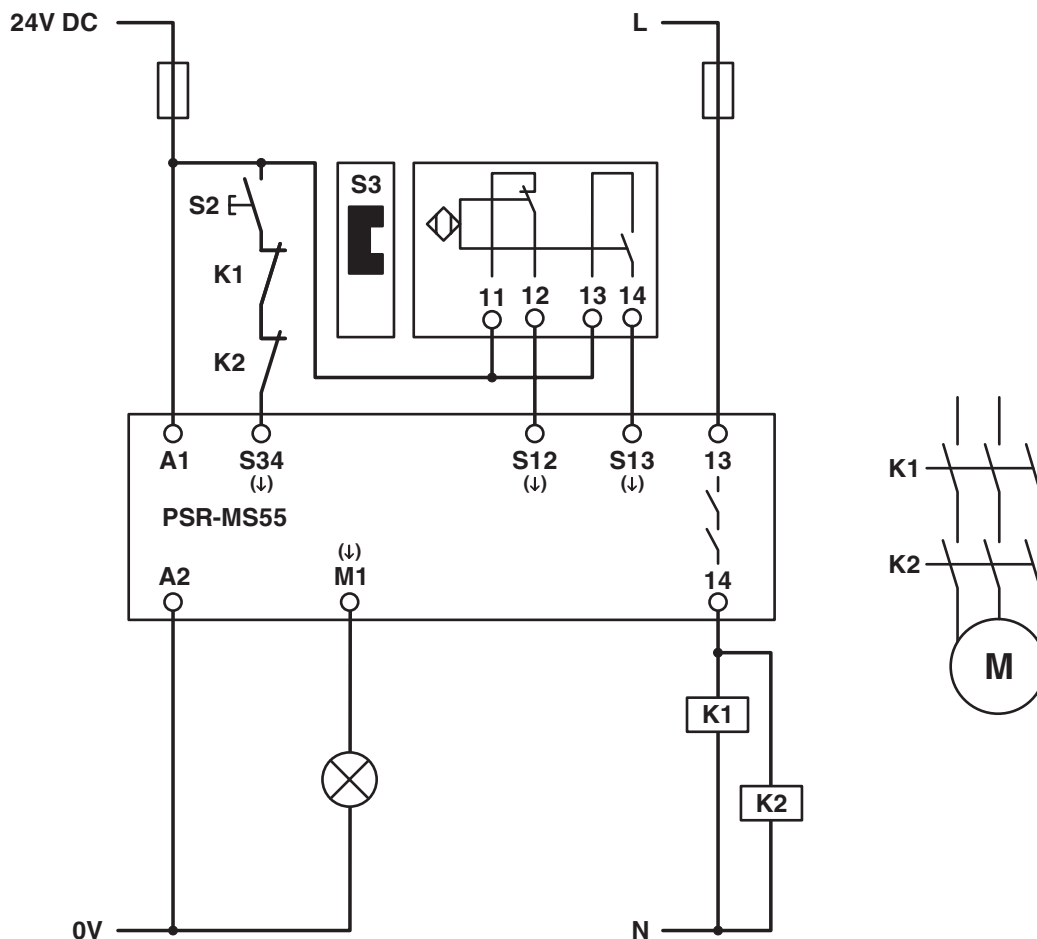 24V DC
L
S3
S2
K1
11 12 13 14
K2
A1 S34 S12 S13 13
(↓) (↓) (↓)
K1
PSR-MS55
(↓)
A2 M1 14
K2
M
K1
K2
0V
N